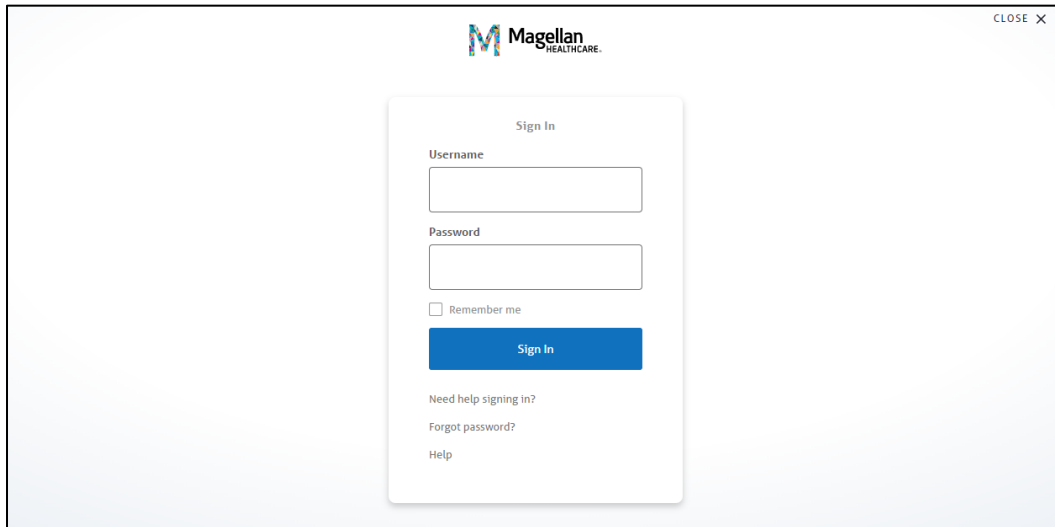 CLOSE X
Magellan
HEALTHCARE.
Sign In
Username
Password
Remember me
Sign In
Need help signing in?
Forgot password?
Help